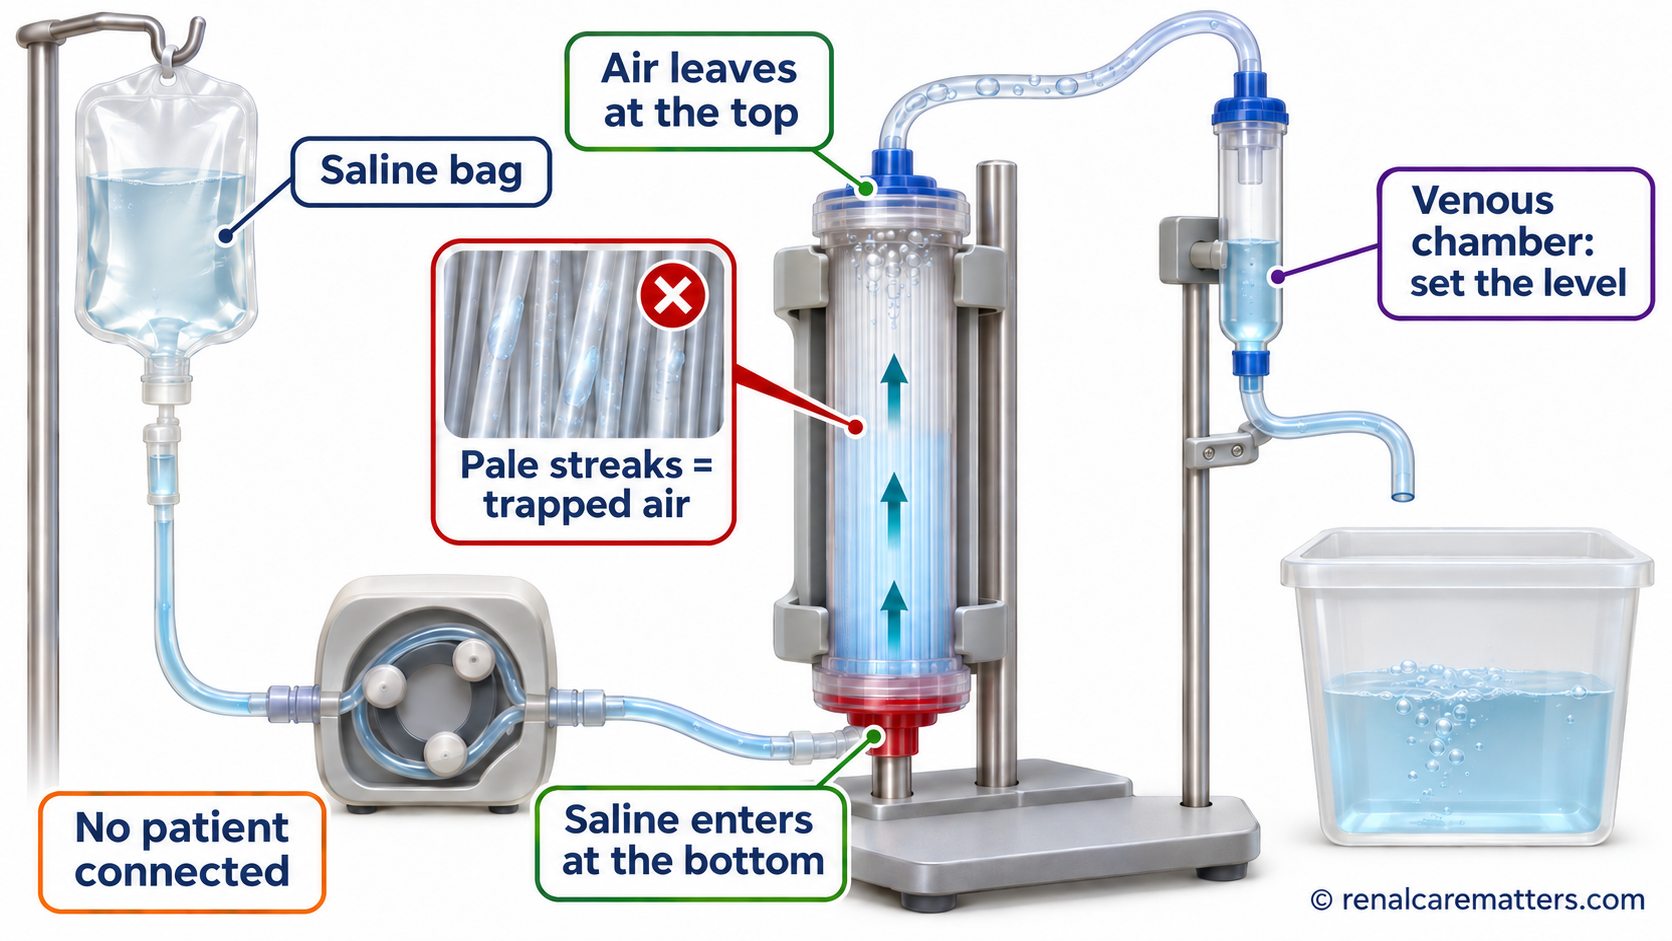 Air leaves
at the top
Saline bag
Venous
chamber:
set the level
Pale streaks =
trapped air
No patient
connected
Saline enters
at the bottom
© renalcarematters.com